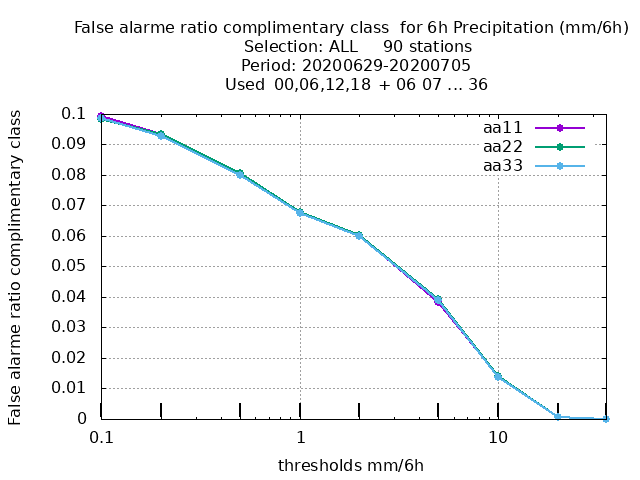 False alarme ratio complimentary class  for 6h Precipitation (mm/6h)
Selection: ALL     90 stations
Period: 20200629-20200705
Used  00,06,12,18 + 06 07 ... 36
False alarme ratio complimentary class
0.1
0.09
0.08
0.07
0.06
0.05
0.04
0.03
0.02
0.01
0
aa11
aa22
aa33
0.1
1
10
thresholds mm/6h